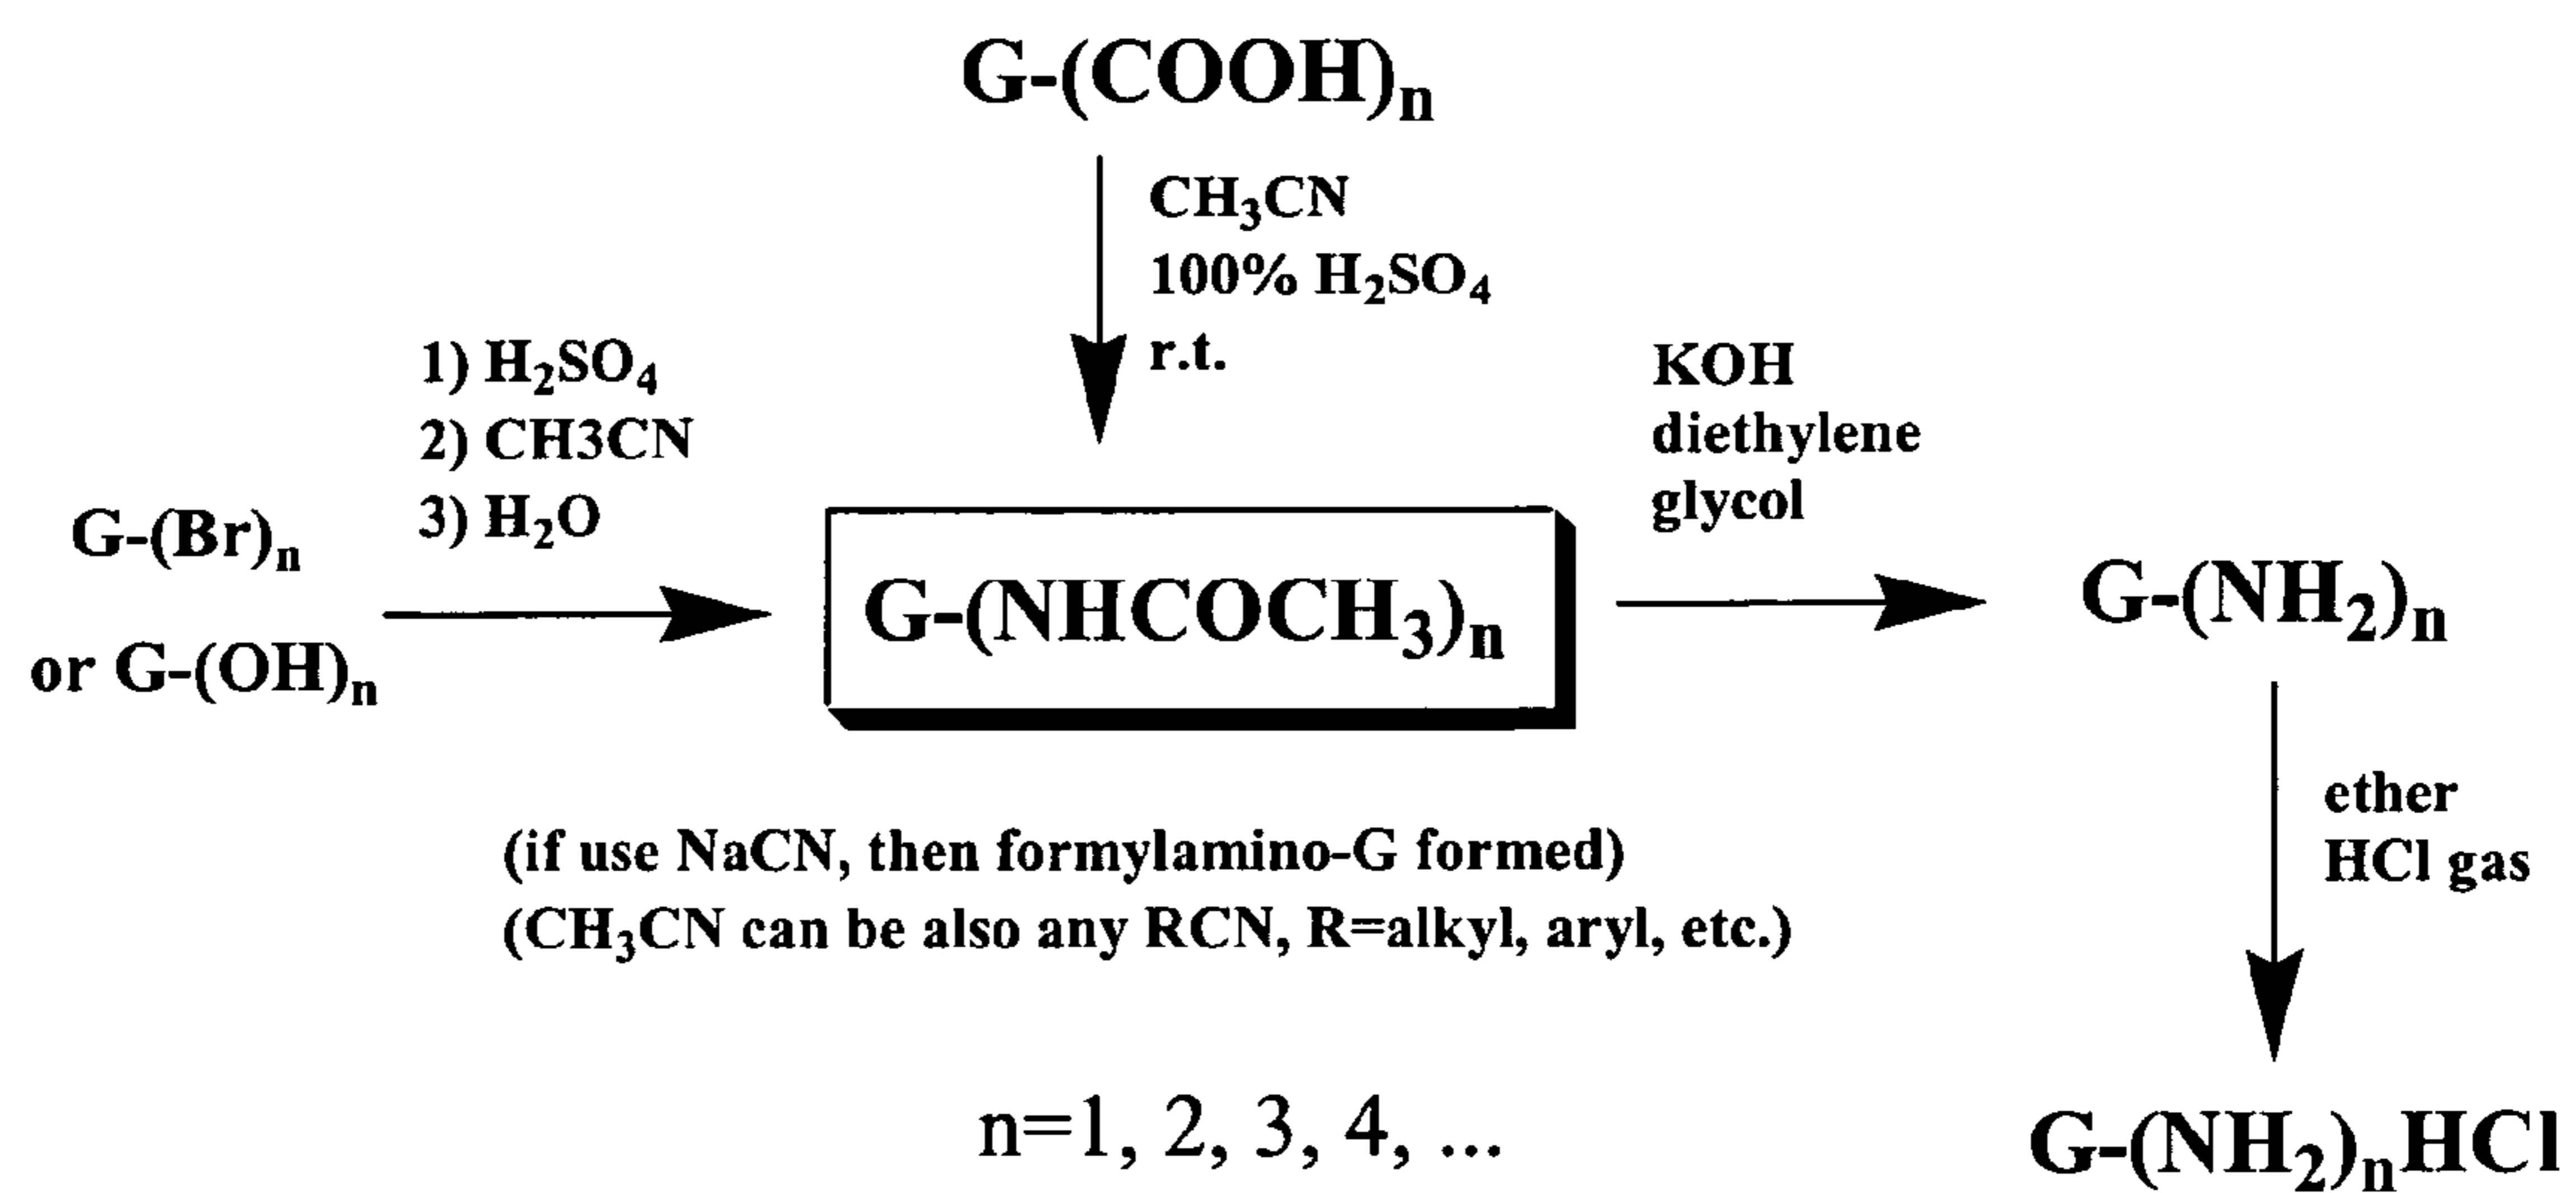 G-(COOH)n
CH3CN
100% H2SO4
r.t.
1) H2SO4
2) CH3CN
3) H2O
G-(Br)n
or G-(OH)n
G-(NHCOCH3)n
KOH
diethylene
glycol
G-(NH2)n
(if use NaCN, then formylamino-G formed)
(CH3CN can be also any RCN, R=alkyl, aryl, etc.)
ether
HCl gas
n=1, 2, 3, 4, ...
G-(NH2)nHCl